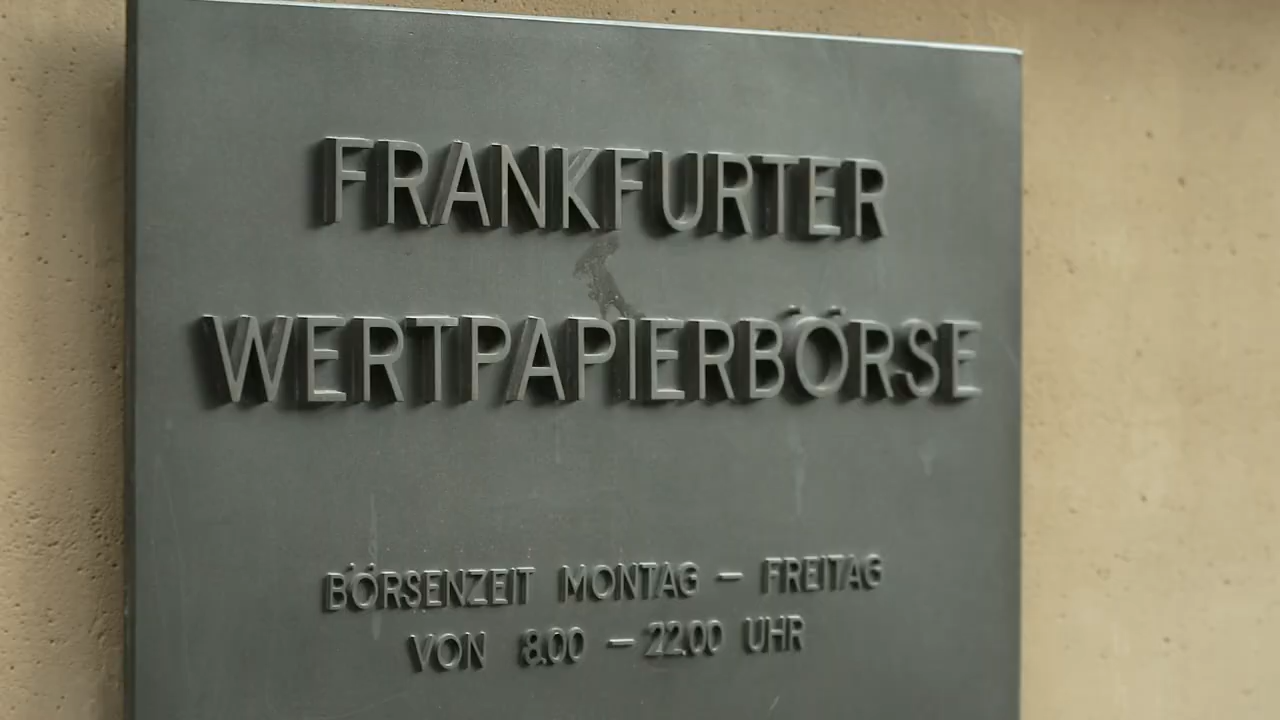 FRANKFURTER
WERTPAPIERBÖRSE
BÖRSENZEIT MONTAG – FREITAG
VON 8.00 – 22.00 UHR